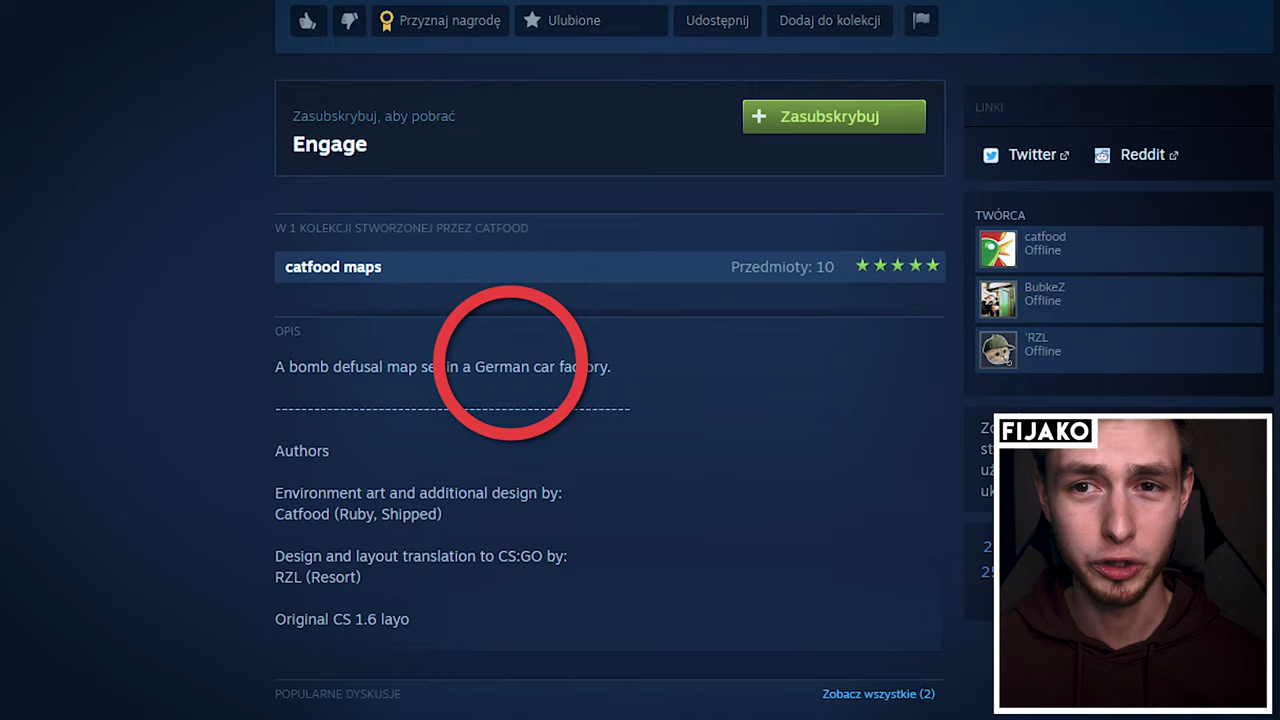 Przyznaj nagrodę
Ulubione
Udostępnij
Dodaj do kolekcji
Zasubskrybuj, aby pobrać
Engage
+ Zasubskrybuj
LINKI
Twitter
Reddit
W 1 KOLEKCJI STWORZONEJ PRZEZ CATFOOD
catfood maps
Przedmioty: 10
TWÓRCA
catfood
Offline
BubkeZ
Offline
'RZL
Offline
OPIS
A bomb defusal map in a German car factory.
-------------------------------------------------------
Authors
Environment art and additional design by:
Catfood (Ruby, Shipped)
Design and layout translation to CS:GO by:
RZL (Resort)
Original CS 1.6 layo
FIJAKO
POPULARNE DYSKUSJE
Zobacz wszystkie (2)